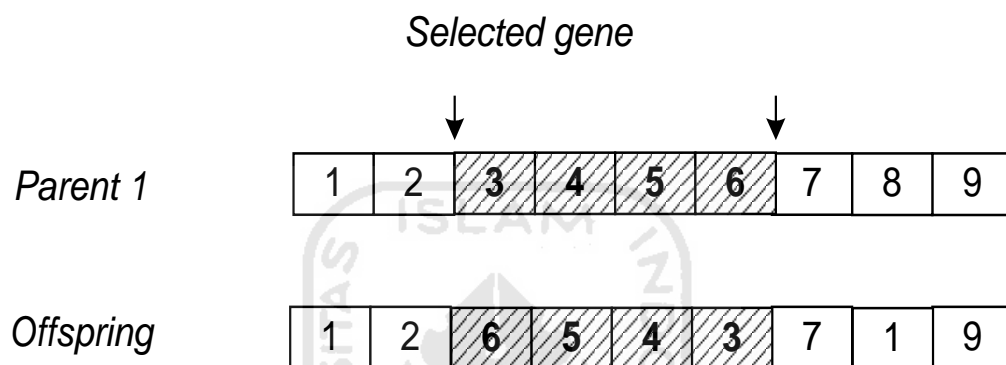 Selected gene
Parent 1 1 2 3 4 5 6 7 8 9
ISLAM
Offspring 1 2 6 5 4 3 7 1 9